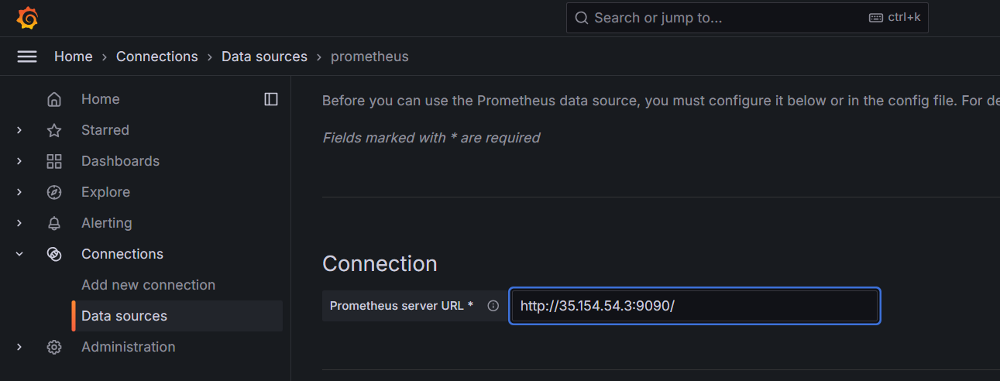 Search or jump to...
ctrl+k
Home › Connections › Data sources › prometheus
Home
Starred
Dashboards
Explore
Alerting
Connections
Add new connection
Data sources
Administration
Before you can use the Prometheus data source, you must configure it below or in the config file. For de
Fields marked with * are required
Connection
Prometheus server URL *
http://35.154.54.3:9090/